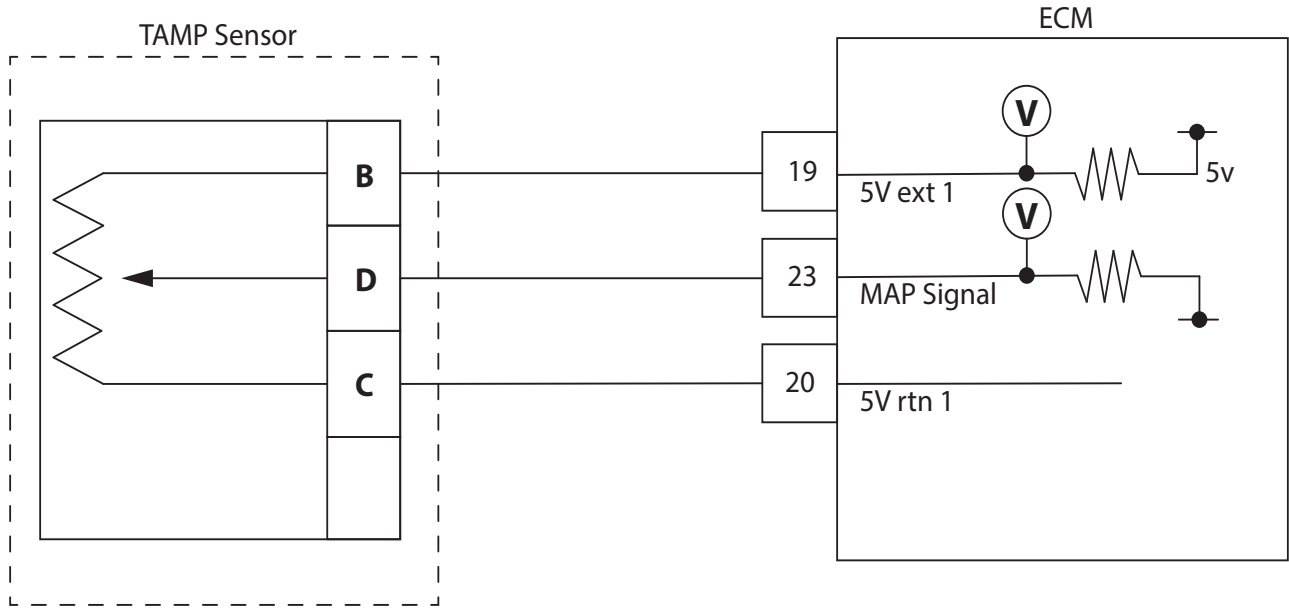 TAMP Sensor
ECM
B
19
5V ext 1
V
5v
D
23
MAP Signal
V
C
20
5V rtn 1